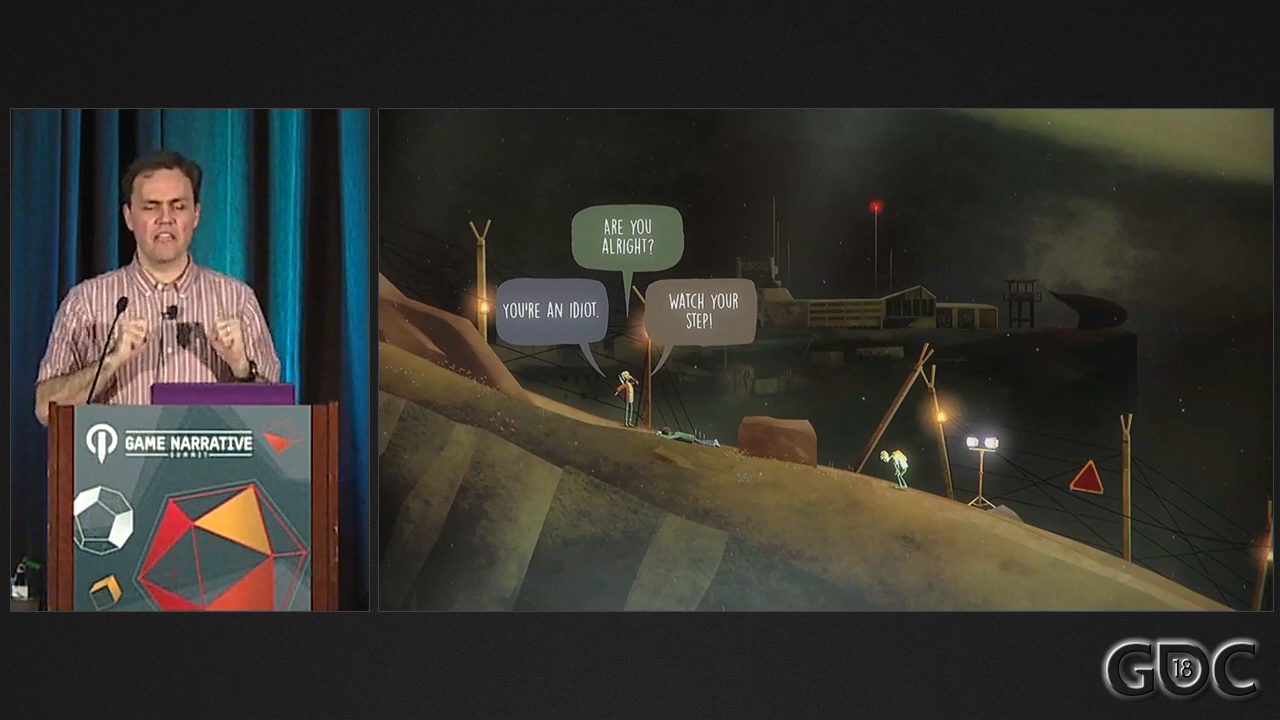 ARE YOU
ALRIGHT?
YOU'RE AN IDIOT.
WATCH YOUR
STEP!
GAME NARRATIVE
SUMMIT
GDC
18